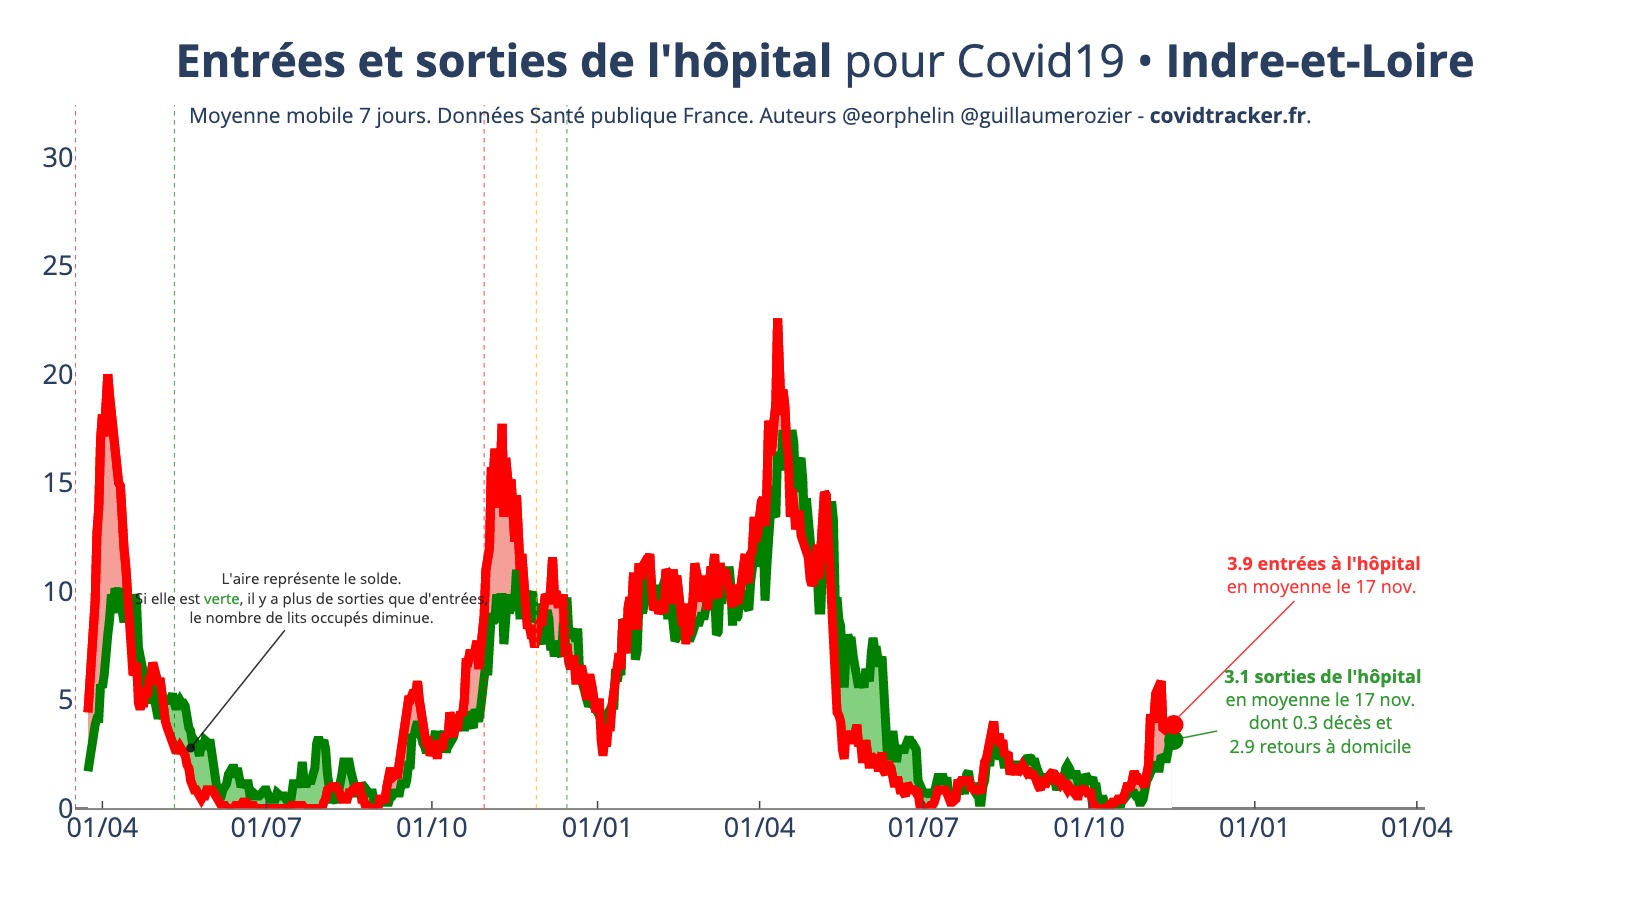 Entrées et sorties de l'hôpital pour Covid19 • Indre-et-Loire
Moyenne mobile 7 jours. Données Santé publique France. Auteurs @eorphelin @guillaumerozier - covidtracker.fr.
30
25
20
15
10
5
0
L'aire représente le solde.
Si elle est verte, il y a plus de sorties que d'entrées,
le nombre de lits occupés diminue.
3.9 entrées à l'hôpital
en moyenne le 17 nov.
3.1 sorties de l'hôpital
en moyenne le 17 nov.
dont 0.3 décès et
2.9 retours à domicile
01/04
01/07
01/10
01/01
01/04
01/07
01/10
01/01
01/04